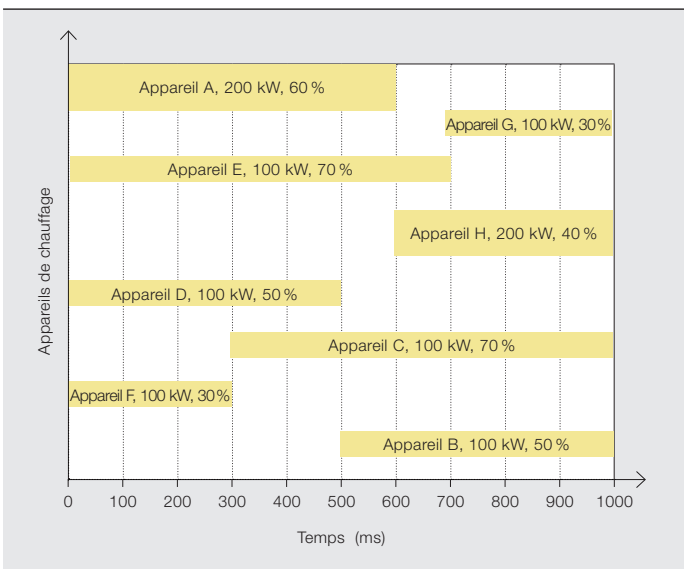 Appareils de chauffage
Appareil A, 200 kW, 60 %
Appareil G, 100 kW, 30 %
Appareil E, 100 kW, 70 %
Appareil H, 200 kW, 40 %
Appareil D, 100 kW, 50 %
Appareil C, 100 kW, 70 %
Appareil F, 100 kW, 30 %
Appareil B, 100 kW, 50 %
0 100 200 300 400 500 600 700 800 900 1000
Temps (ms)